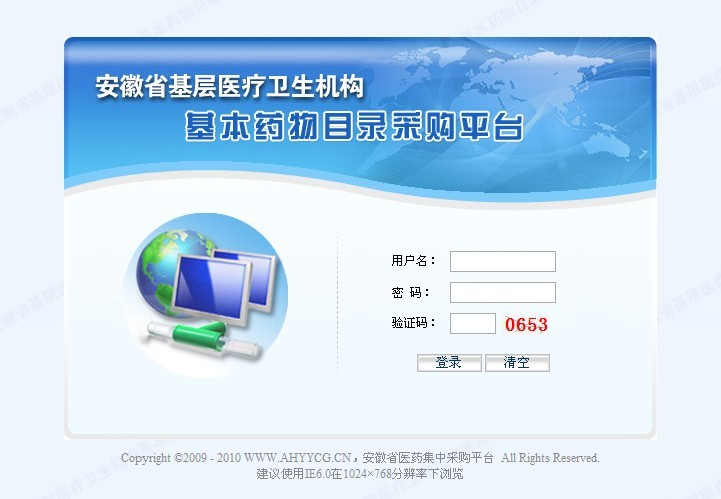 安徽省基层医疗卫生机构
基本药物目录采购平台
用户名：
密 码：
验证码： 0653
登录 清空
Copyright ©2009 - 2010 WWW.AHYYCG.CN，安徽省医药集中采购平台 All Rights Reserved.
建议使用IE6.0在1024×768分辨率下浏览